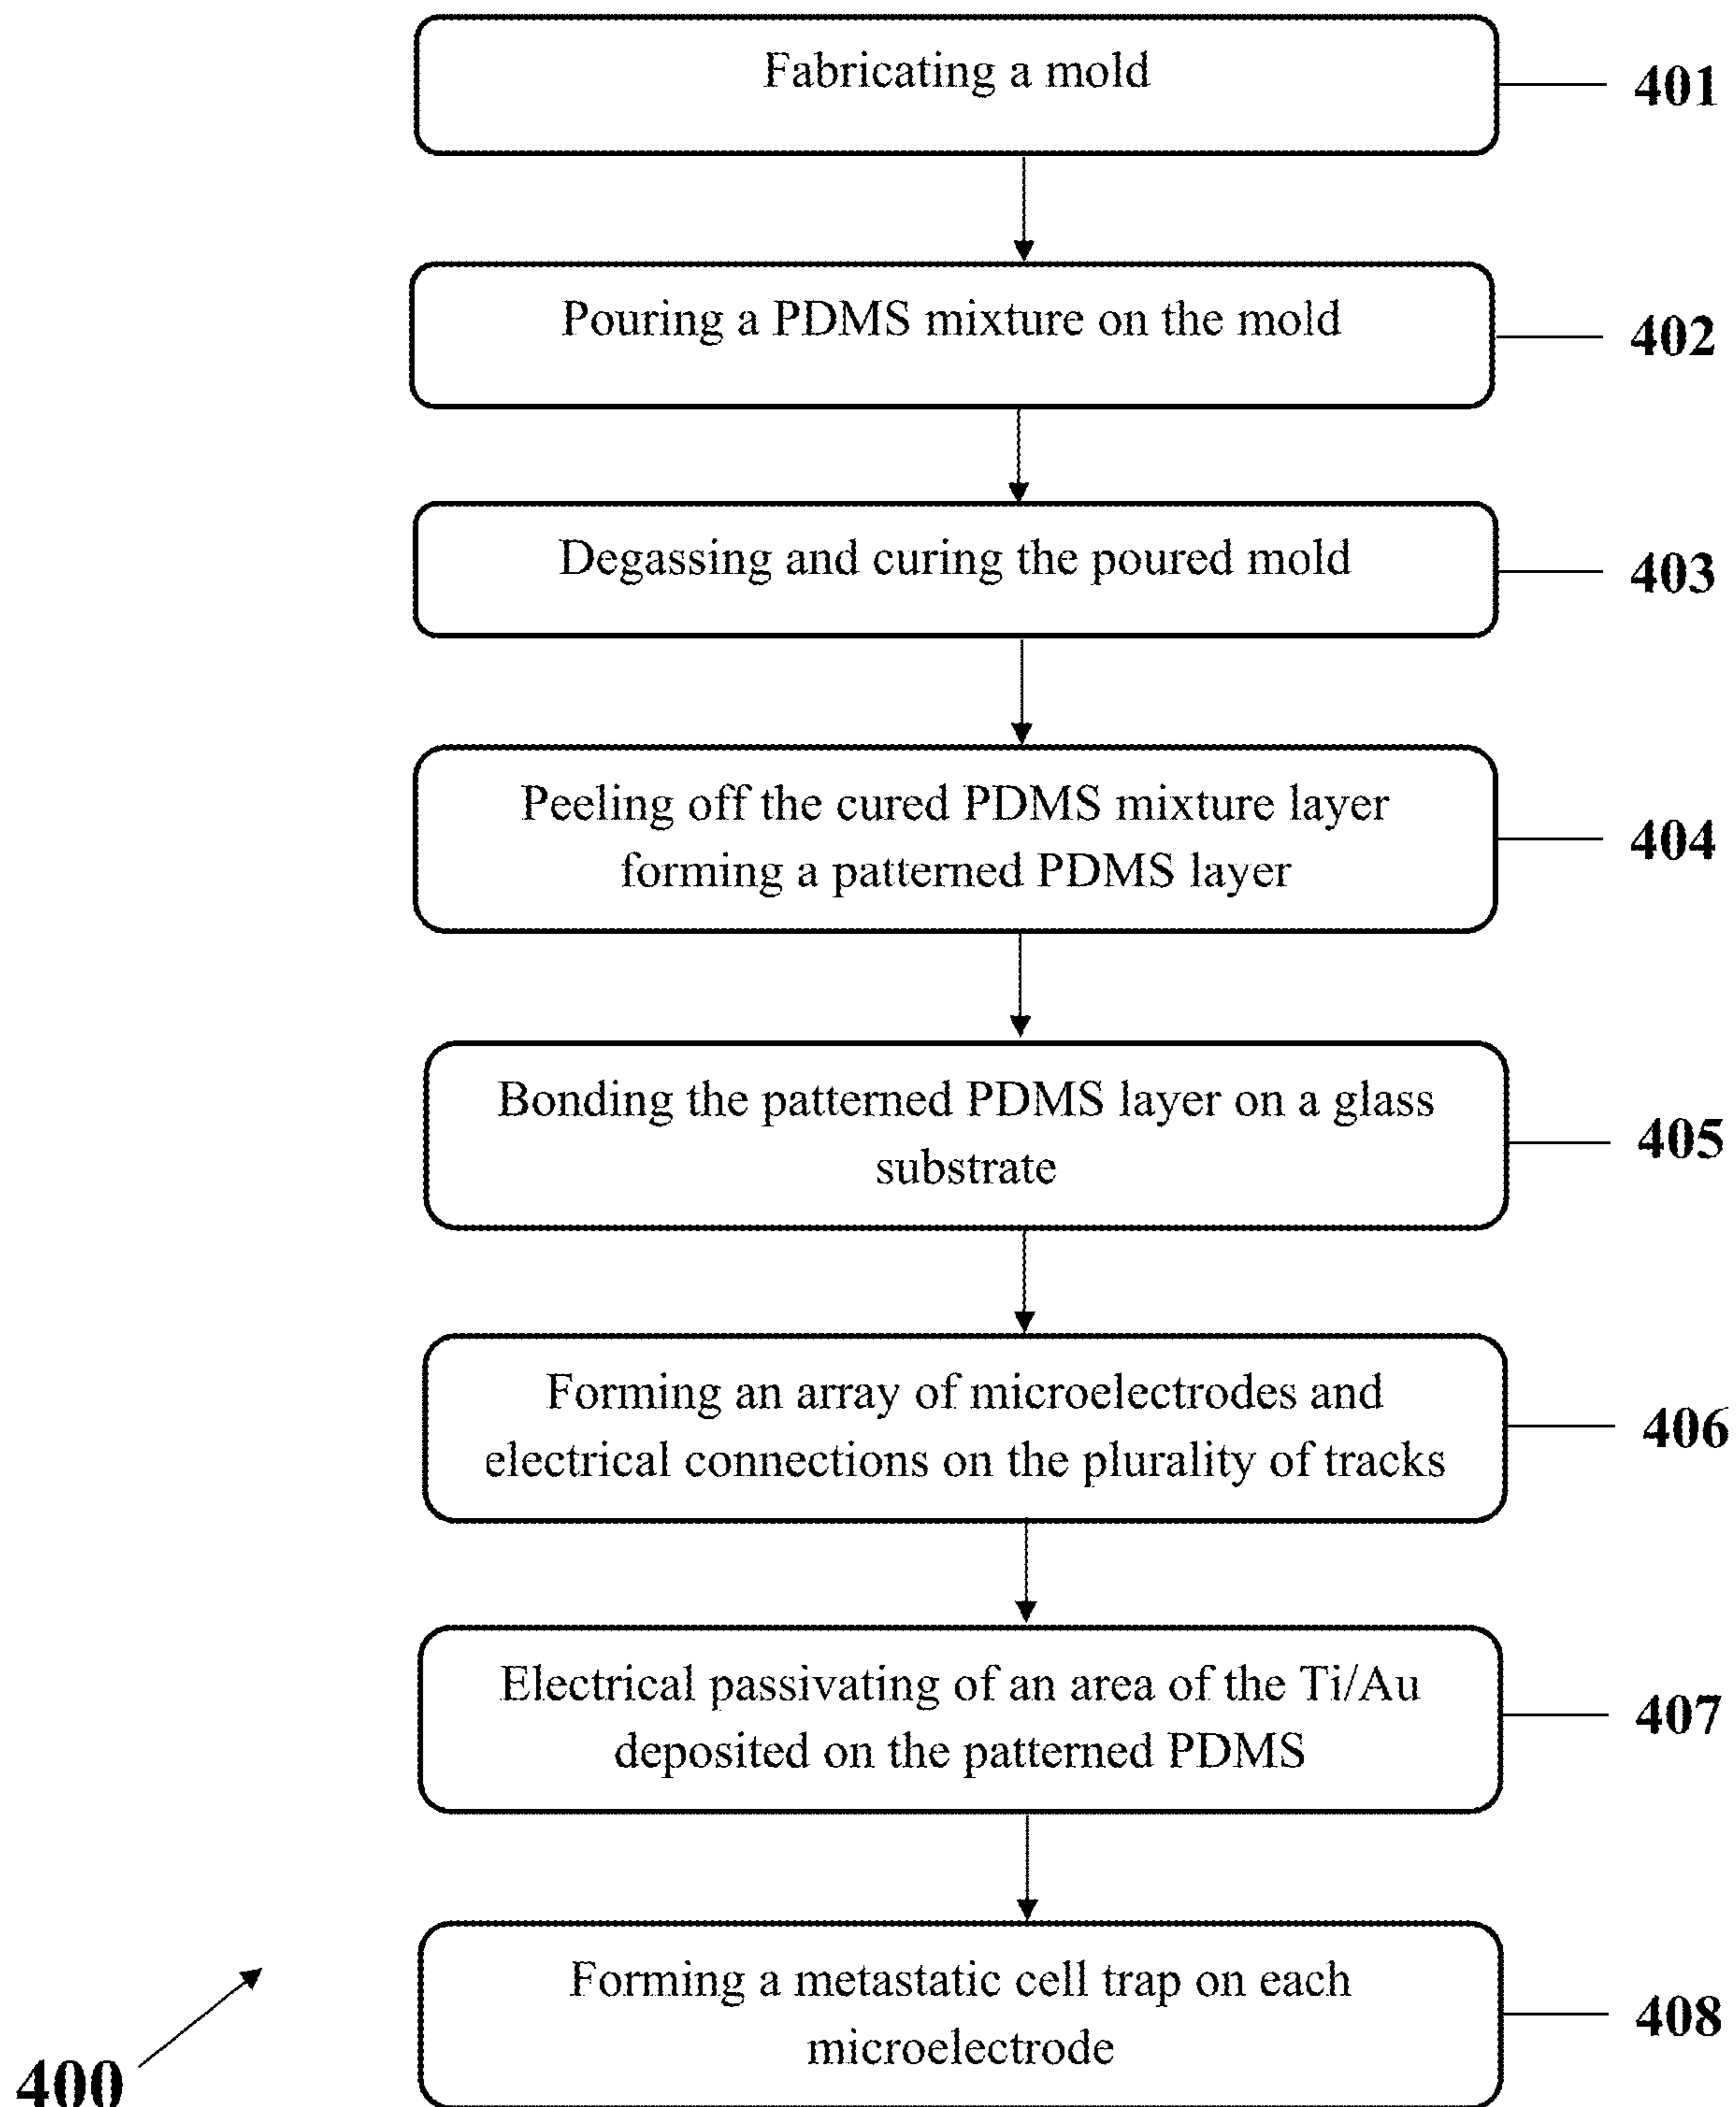 Fabricating a mold
401
Pouring a PDMS mixture on the mold
402
Degassing and curing the poured mold
403
Peeling off the cured PDMS mixture layer
forming a patterned PDMS layer
404
Bonding the patterned PDMS layer on a glass
substrate
405
Forming an array of microelectrodes and
electrical connections on the plurality of tracks
406
Electrical passivating of an area of the Ti/Au
deposited on the patterned PDMS
407
Forming a metastatic cell trap on each
microelectrode
408
400